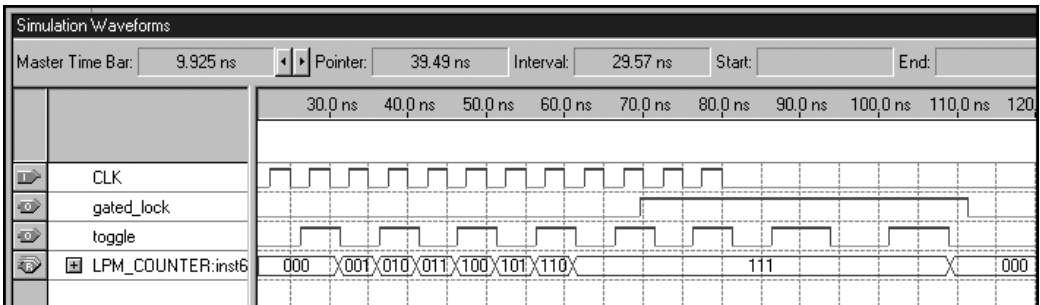 Simulation Waveforms
Master Time Bar: 9.925 ns Pointer: 39.49 ns Interval: 29.57 ns Start: End:
30.0 ns 40.0 ns 50.0 ns 60.0 ns 70.0 ns 80.0 ns 90.0 ns 100.0 ns 110.0 ns 120.
CLK
gated_lock
toggle
LPM_COUNTER:inst6 000 001 010 011 100 101 110 111 000